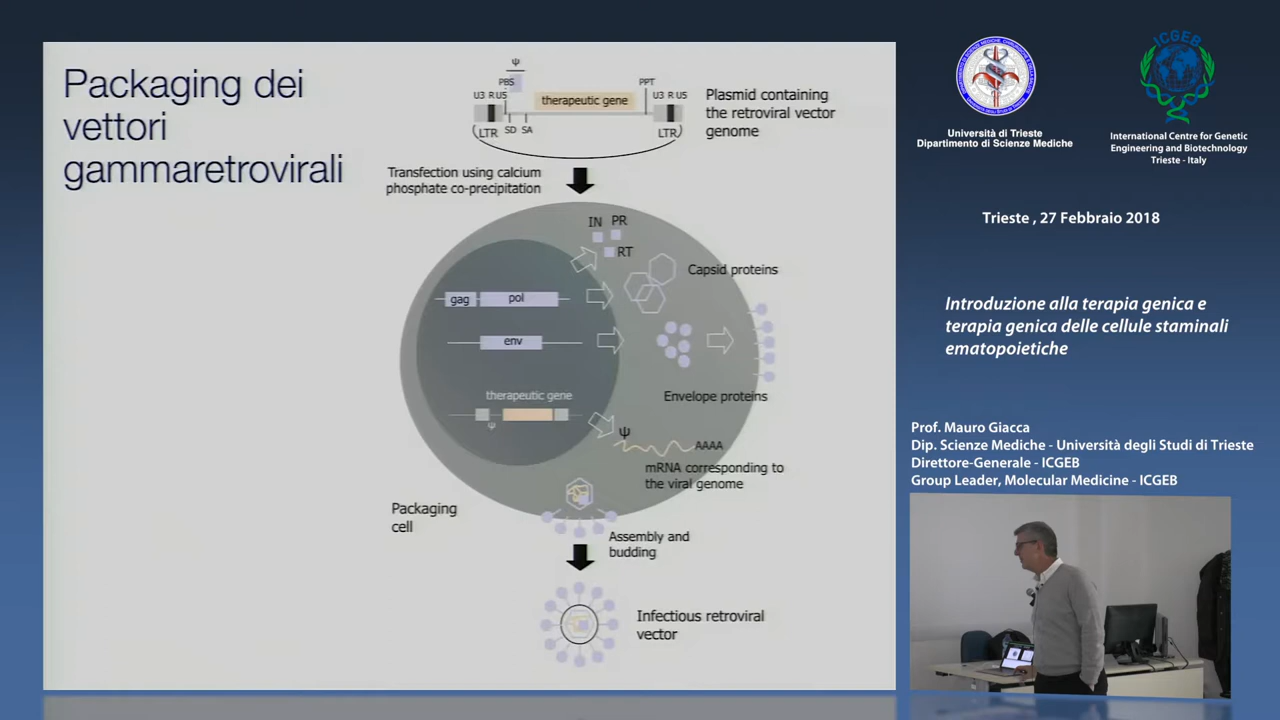 Packaging dei
vettori
gammaretrovirali
ψ
PBS
PPT
U3 R U5
therapeutic gene
U3 R U5
LTR
SD
SA
LTR
Plasmid containing
the retroviral vector
genome
Transfection using calcium
phosphate co-precipitation
IN
PR
RT
Capsid proteins
gag
pol
env
Envelope proteins
therapeutic gene
φ
ψ
AAAA
mRNA corresponding to
the viral genome
Packaging
cell
Assembly and
budding
Infectious retroviral
vector
ICGEB
Università di Trieste
Dipartimento di Scienze Mediche
International Centre for Genetic
Engineering and Biotechnology
Trieste - Italy
Trieste , 27 Febbraio 2018
Introduzione alla terapia genica e
terapia genica delle cellule staminali
ematopoietiche
Prof. Mauro Giacca
Dip. Scienze Mediche - Università degli Studi di Trieste
Direttore-Generale - ICGEB
Group Leader, Molecular Medicine - ICGEB